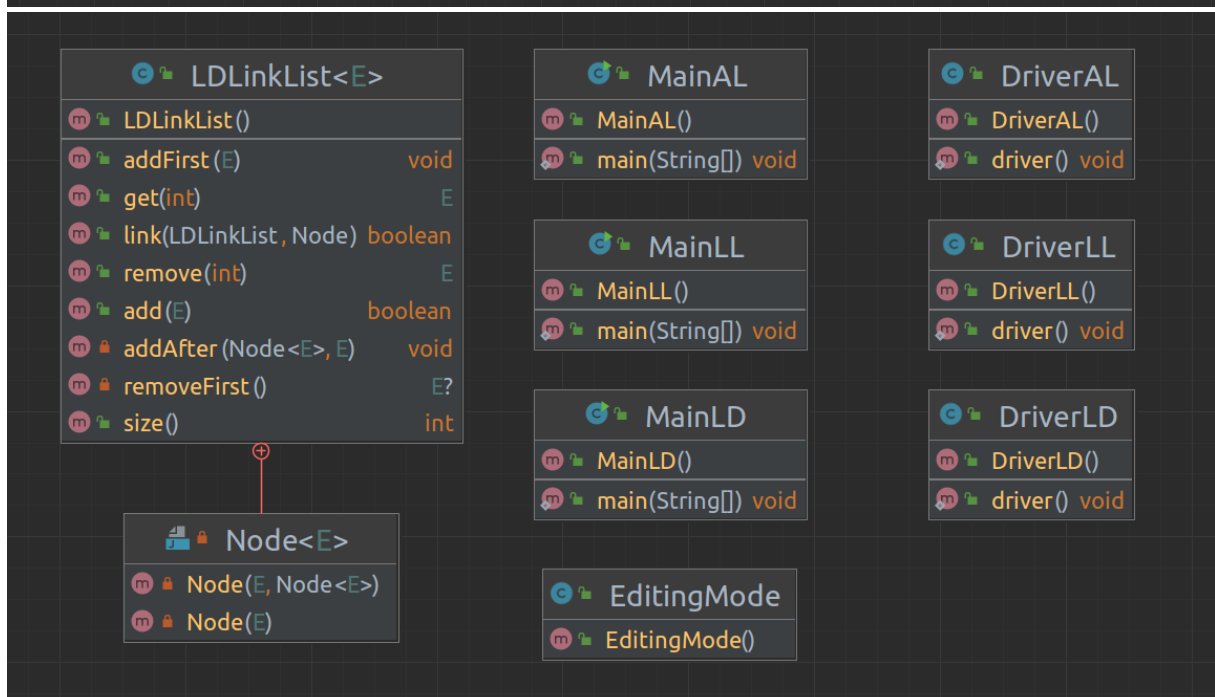 LDLinkList<E>
LDLinkList()
addFirst(E) void
get(int) E
link(LDLinkList, Node) boolean
remove(int) E
add(E) boolean
addAfter(Node<E>, E) void
removeFirst() E?
size() int
Node<E>
Node(E, Node<E>)
Node(E)
MainAL
MainAL()
main(String[]) void
MainLL
MainLL()
main(String[]) void
MainLD
MainLD()
main(String[]) void
EditingMode
EditingMode()
DriverAL
DriverAL()
driver() void
DriverLL
DriverLL()
driver() void
DriverLD
DriverLD()
driver() void